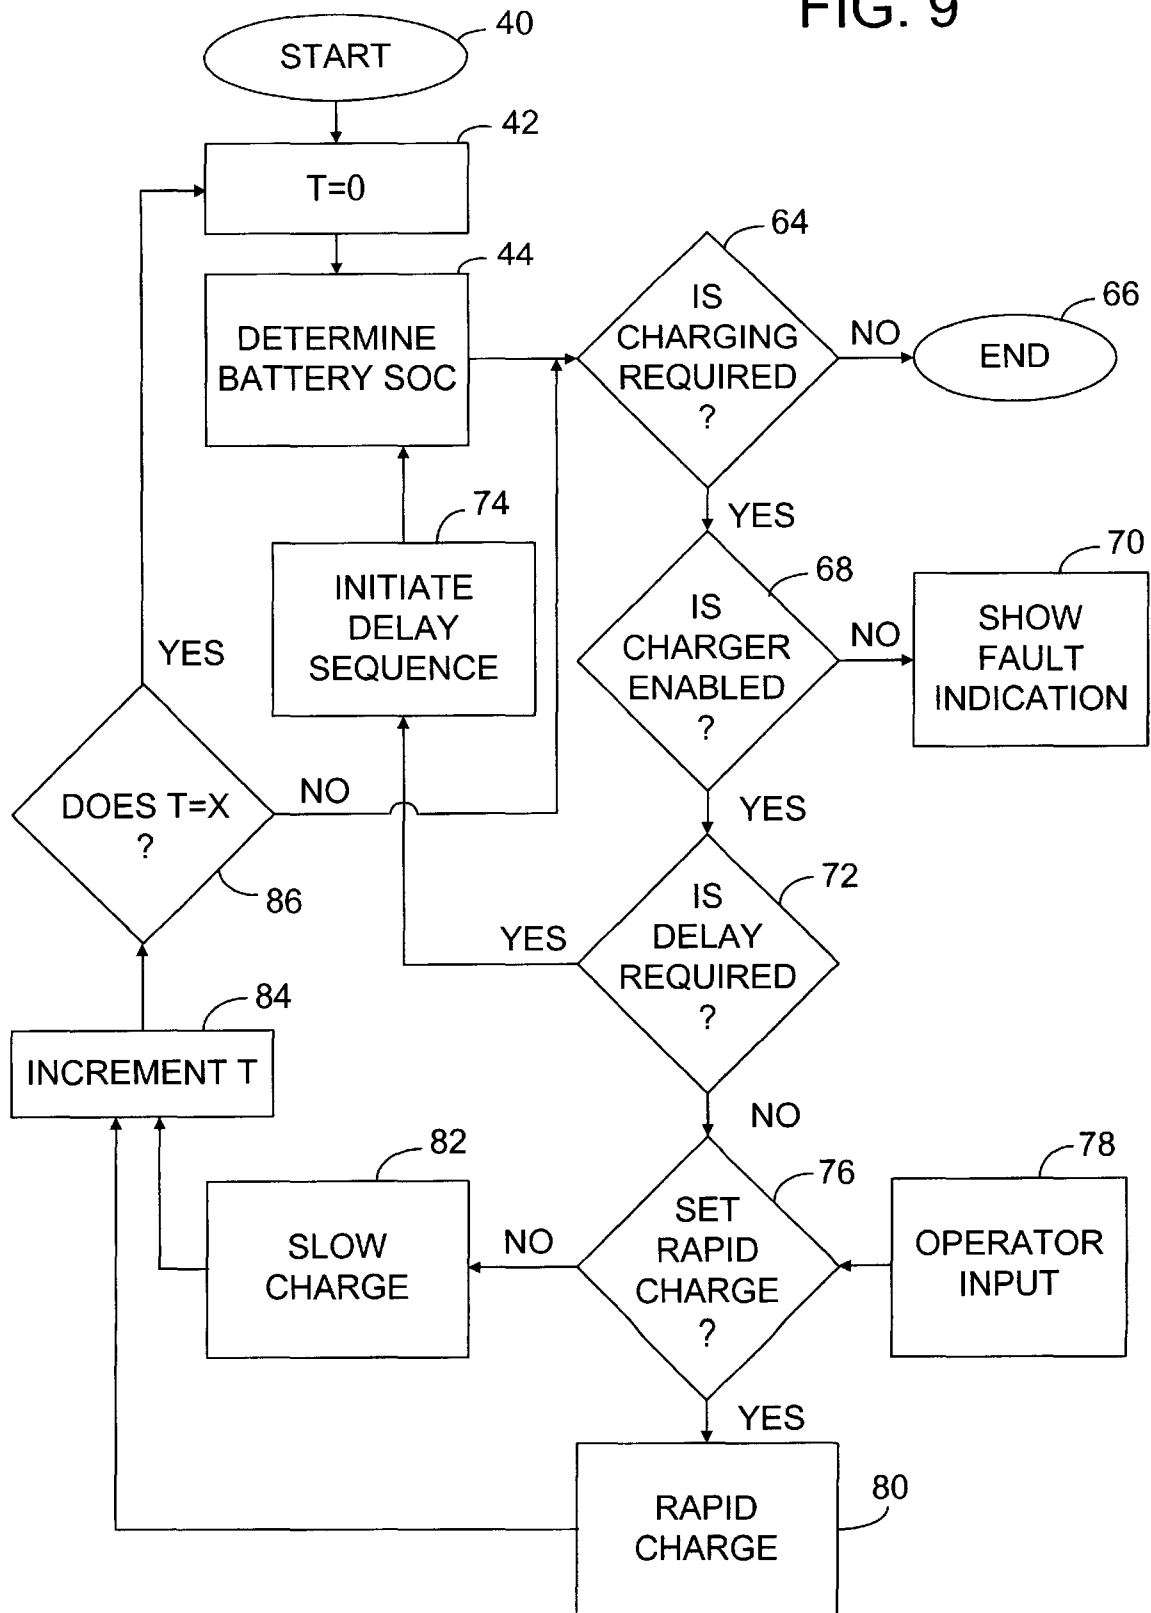 FIG. 9
START
40
42
T=0
44
DETERMINE
BATTERY SOC
64
IS
CHARGING
REQUIRED
?
NO
66
END
YES
74
INITIATE
DELAY
SEQUENCE
68
IS
CHARGER
ENABLED
?
NO
70
SHOW
FAULT
INDICATION
YES
DOES T=X
?
NO
86
YES
72
IS
DELAY
REQUIRED
?
YES
NO
84
INCREMENT T
82
SLOW
CHARGE
NO
76
SET
RAPID
CHARGE
?
78
OPERATOR
INPUT
YES
80
RAPID
CHARGE